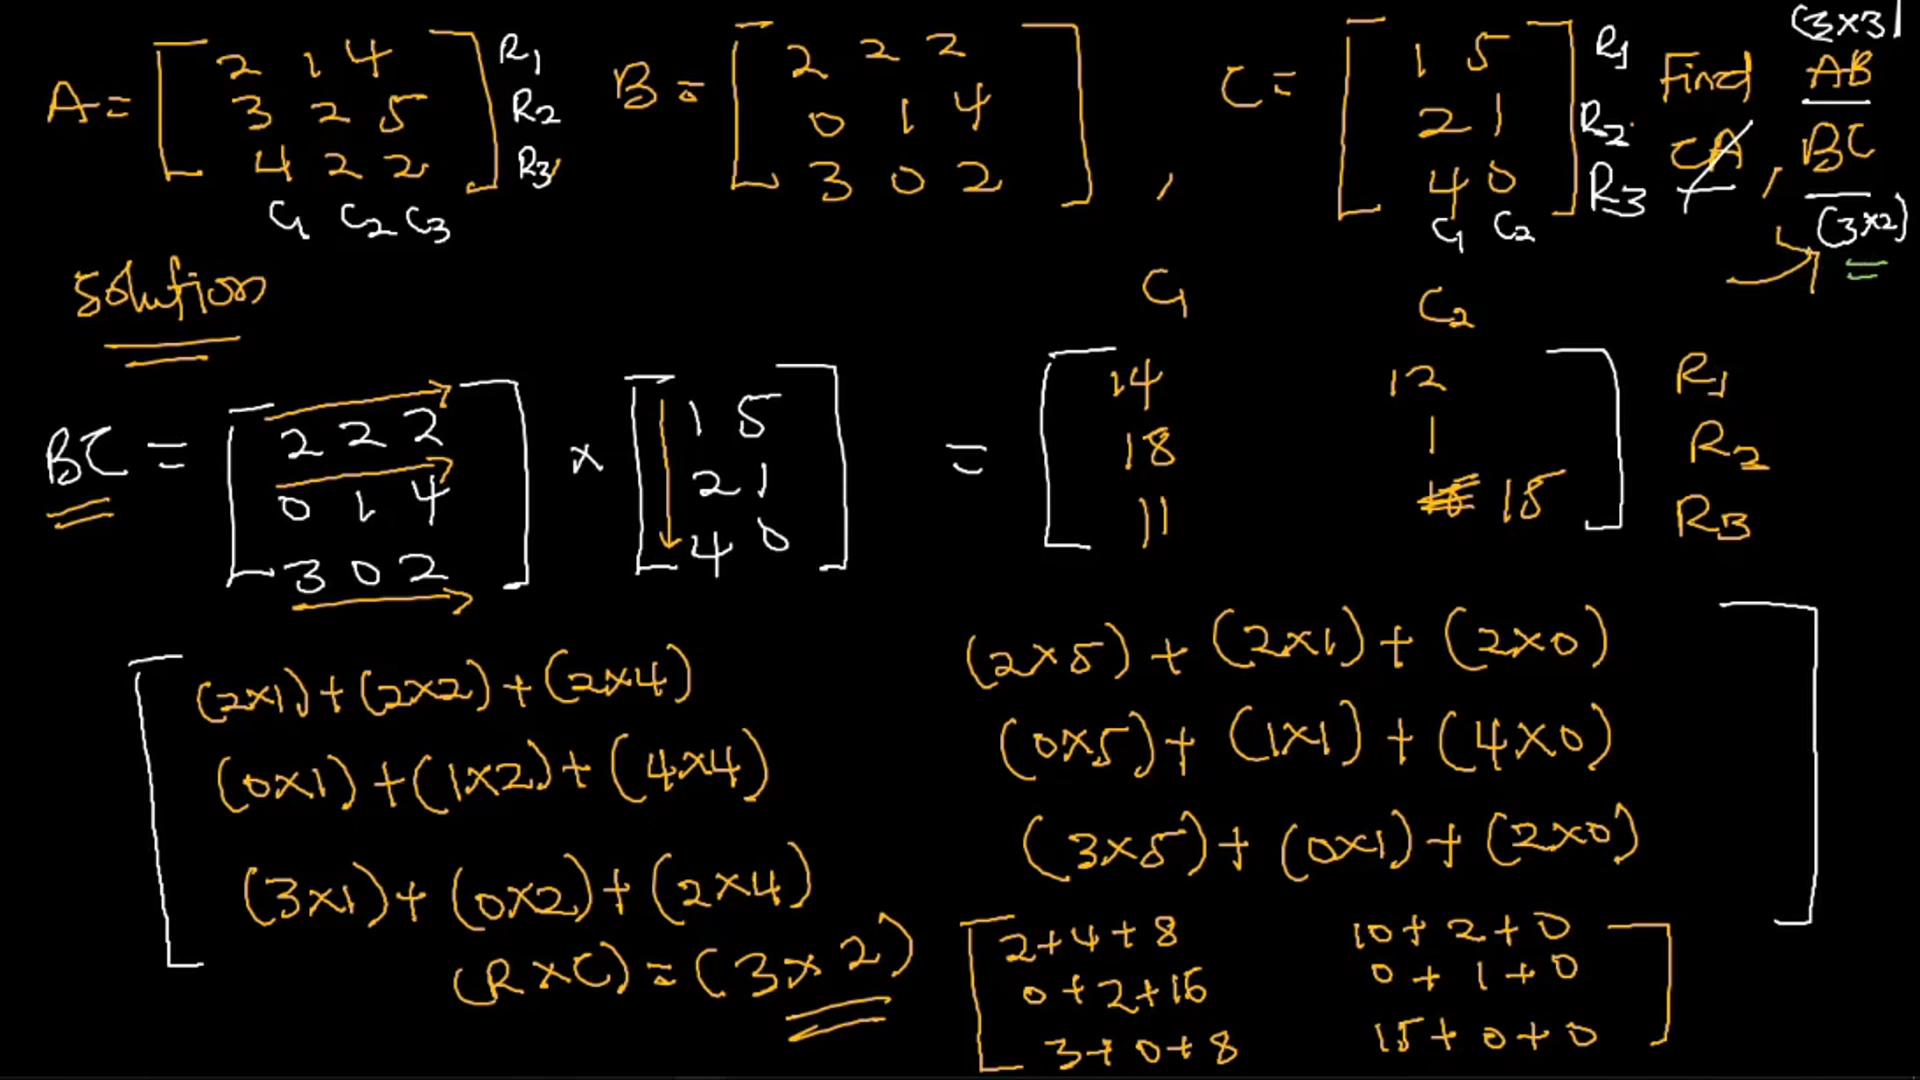 (3×3)
A = [ 2 1 4 R1 B = [ 2 2 2 C = [ 1 5 ] R1 Find AB
3 2 5 R2 0 1 4 2 1 R2 CA , BC
4 2 2 ] R3 3 0 2 ] , 4 0 R3 (3×2)
C1 C2 C3 C1 C2
Solution
C1 C2
BC = [ 2 2 2 ] × [ 1 5 ] = [ 14 12 ] R1
0 1 4 2 1 18 1 R2
3 0 2 4 0 11 15 R3
[ (2×1) + (2×2) + (2×4) (2×5) + (2×1) + (2×0) ]
(0×1) + (1×2) + (4×4) (0×5) + (1×1) + (4×0)
(3×1) + (0×2) + (2×4) (3×5) + (0×1) + (2×0)
(R×C) = (3×2)
[ 2+4+8 10+2+0 ]
0+2+16 0+1+0
3+0+8 15+0+0